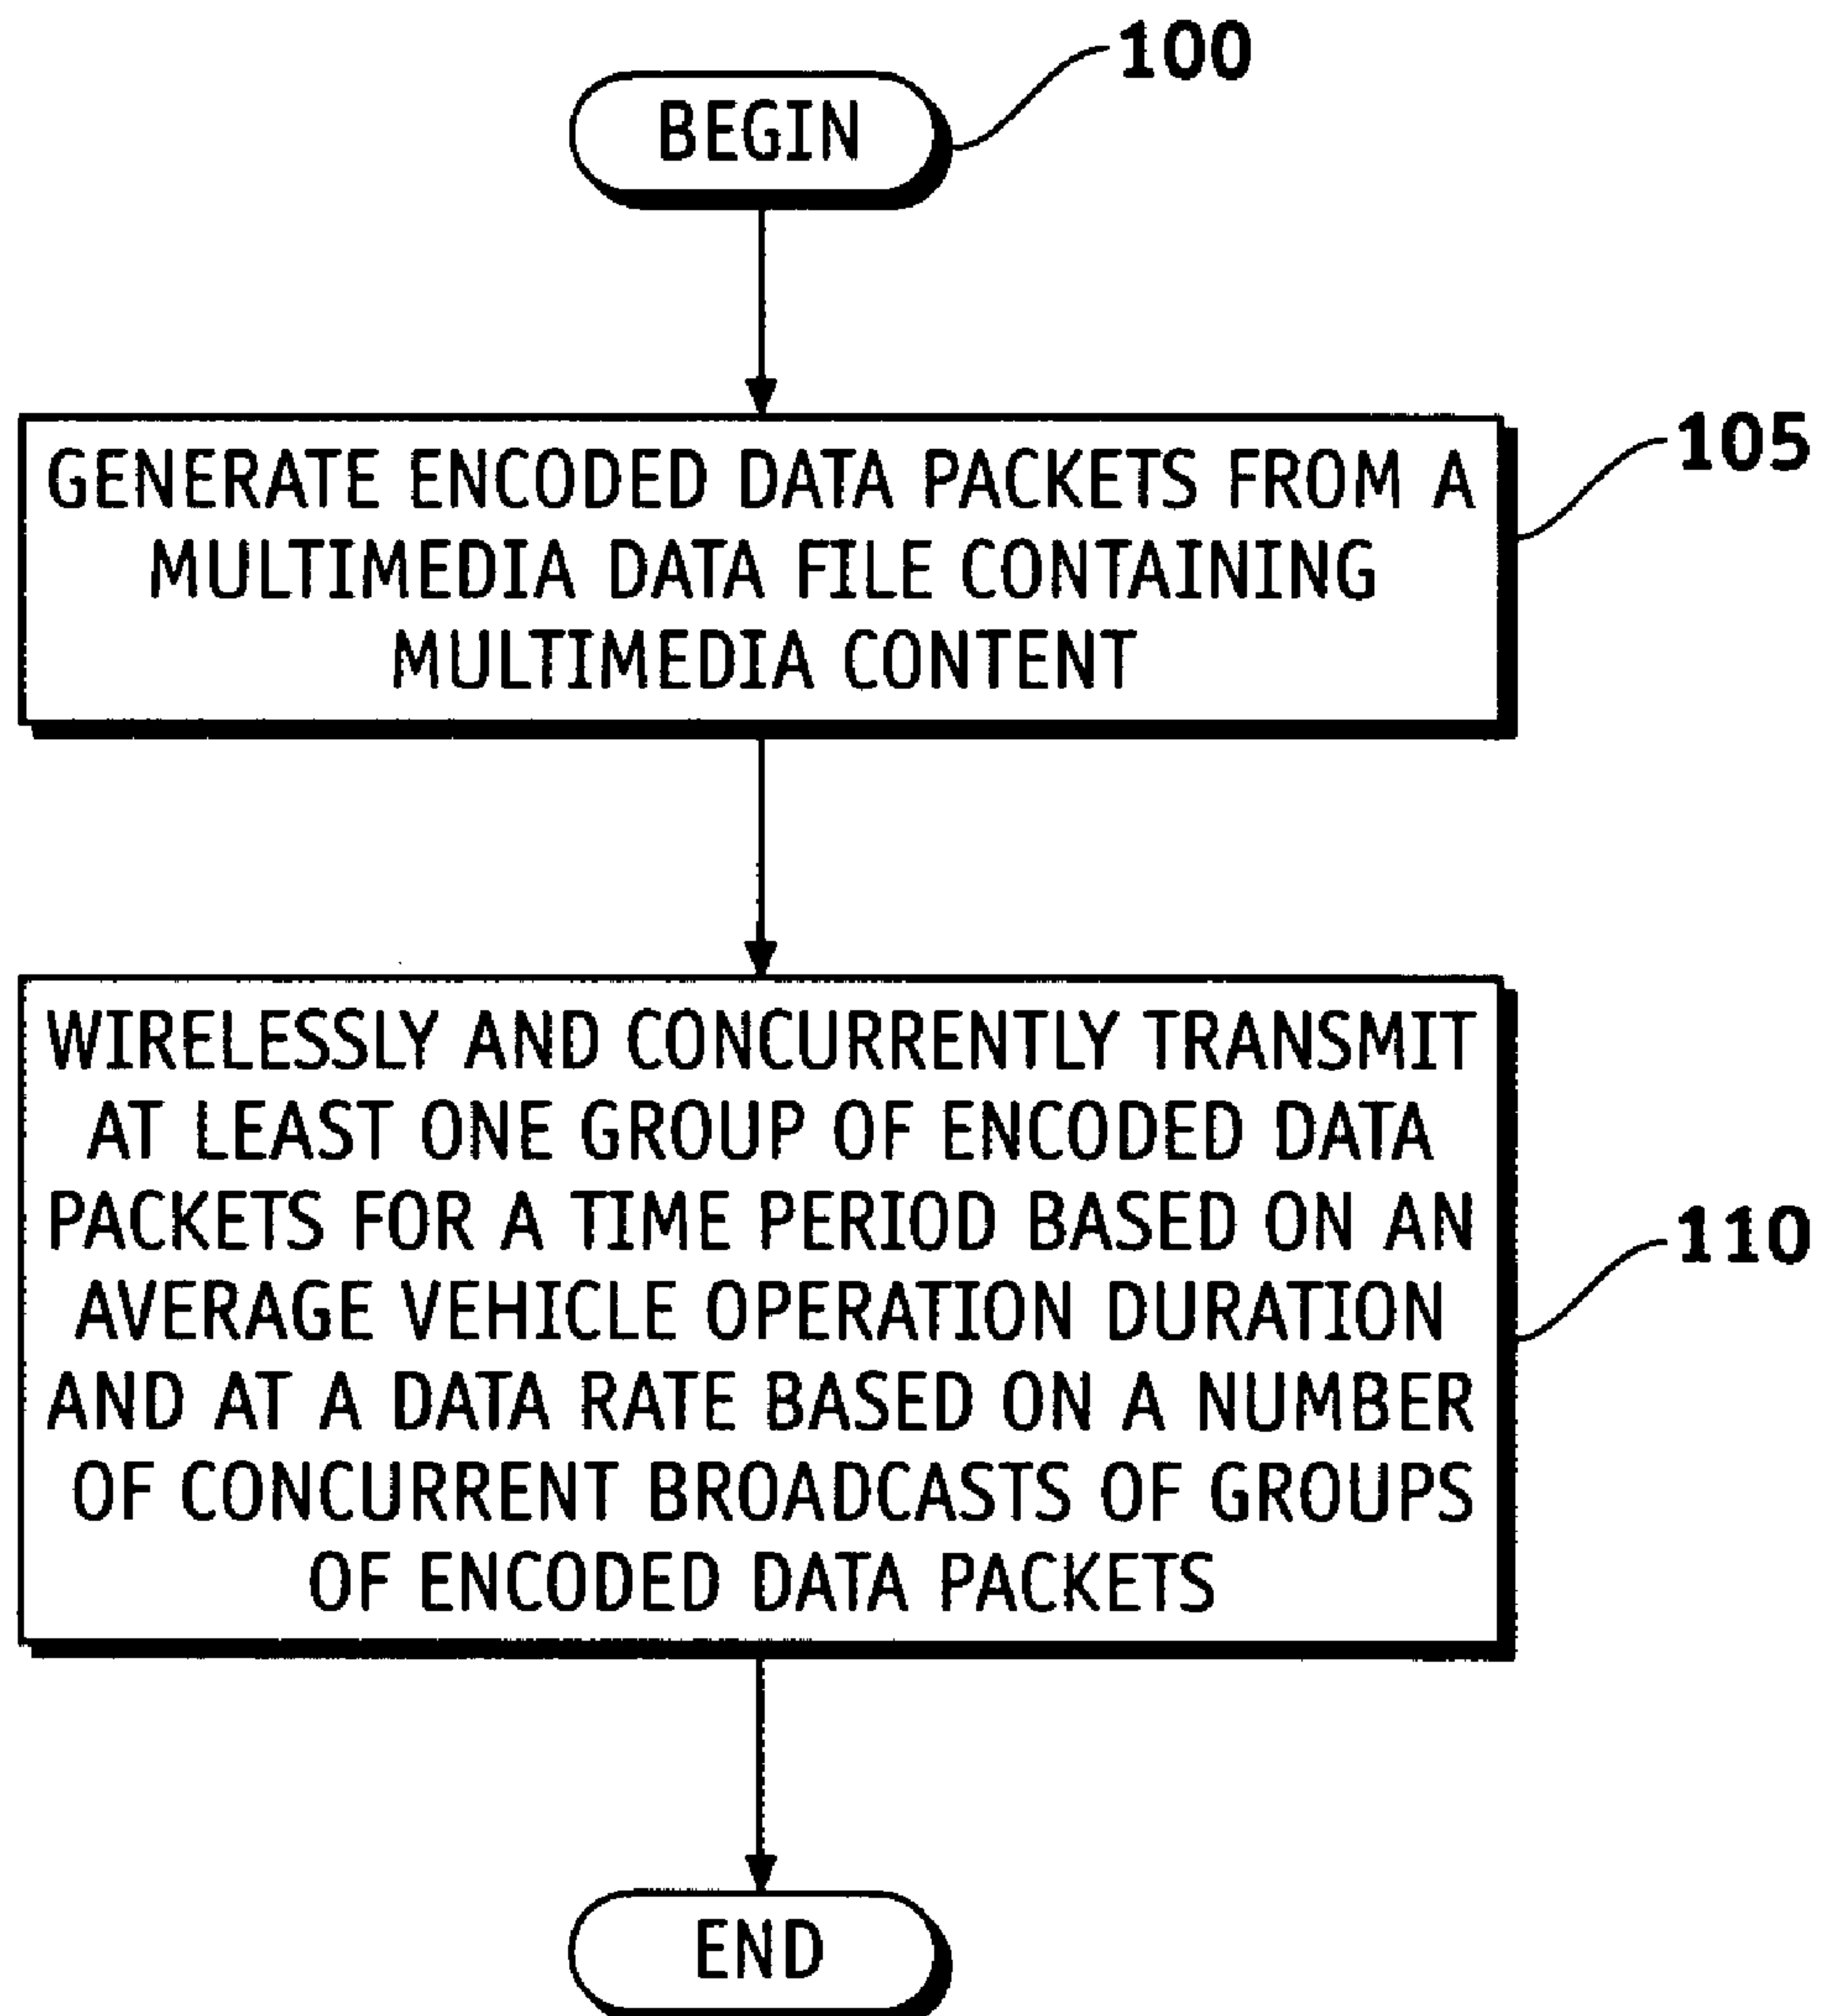 BEGIN
100
GENERATE ENCODED DATA PACKETS FROM A
MULTIMEDIA DATA FILE CONTAINING
MULTIMEDIA CONTENT
105
WIRELESSLY AND CONCURRENTLY TRANSMIT
AT LEAST ONE GROUP OF ENCODED DATA
PACKETS FOR A TIME PERIOD BASED ON AN
AVERAGE VEHICLE OPERATION DURATION
AND AT A DATA RATE BASED ON A NUMBER
OF CONCURRENT BROADCASTS OF GROUPS
OF ENCODED DATA PACKETS
110
END